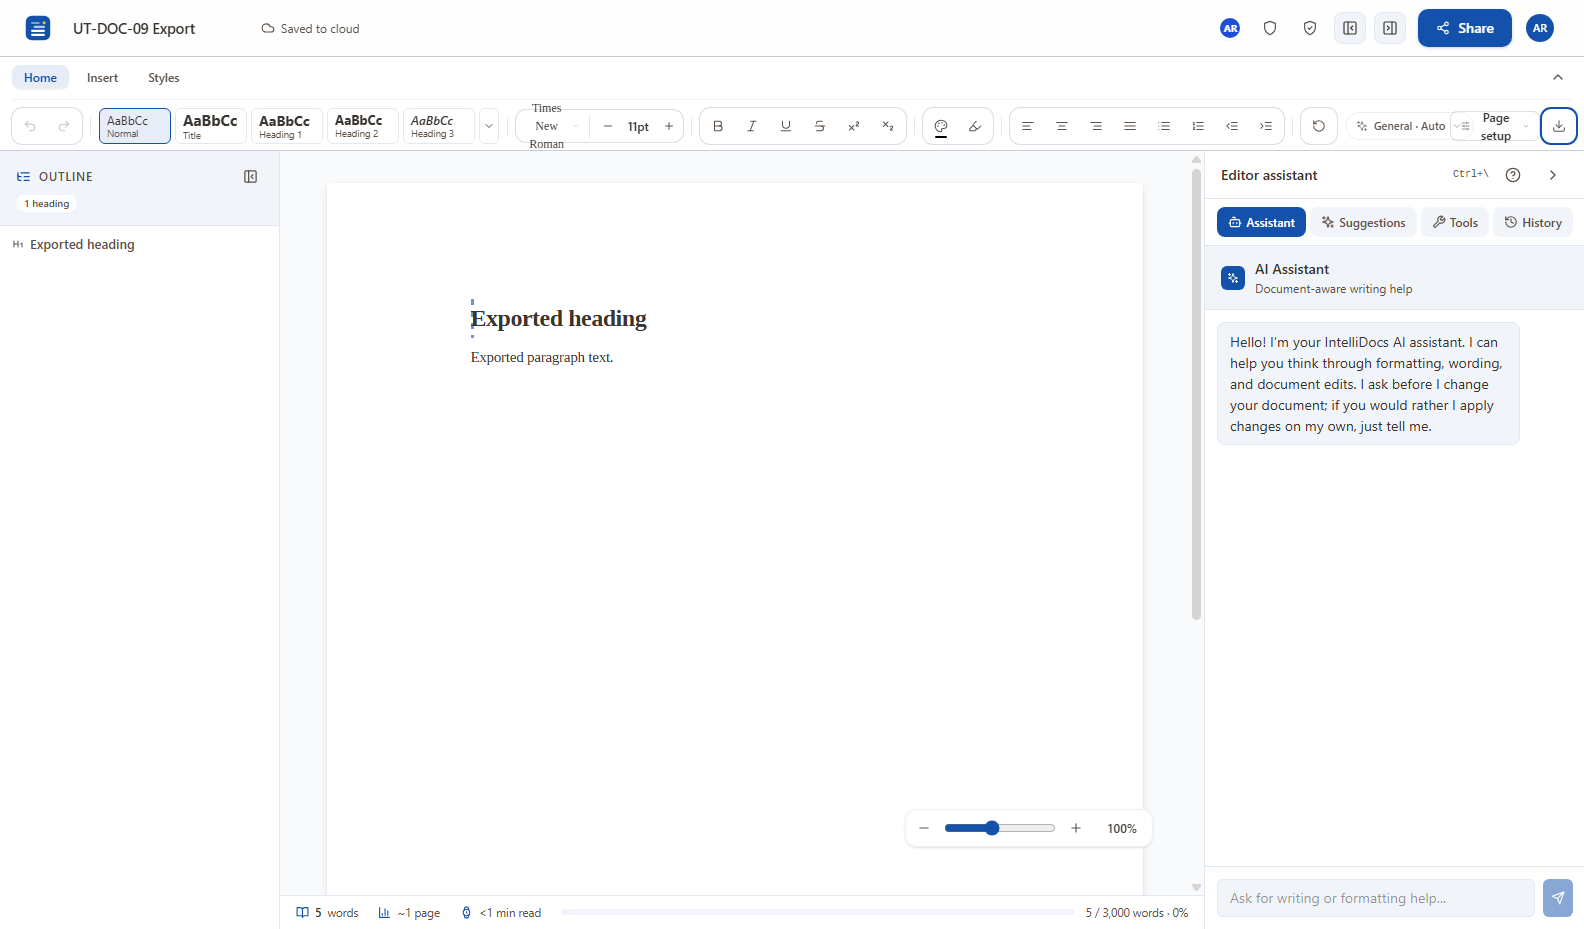 UT-DOC-09 Export
Saved to cloud
AR
Share
AR
Home
Insert
Styles
AaBbCc
Normal
AaBbCc
Title
AaBbCc
Heading 1
AaBbCc
Heading 2
AaBbCc
Heading 3
Times
New
Roman
11pt
General · Auto
Page
setup
OUTLINE
1 heading
H1 Exported heading
Exported heading
Exported paragraph text.
100%
5 words
~1 page
<1 min read
5 / 3,000 words · 0%
Editor assistant
Ctrl+\
Assistant
Suggestions
Tools
History
AI Assistant
Document-aware writing help
Hello! I'm your IntelliDocs AI assistant. I can
help you think through formatting, wording,
and document edits. I ask before I change
your document; if you would rather I apply
changes on my own, just tell me.
Ask for writing or formatting help...